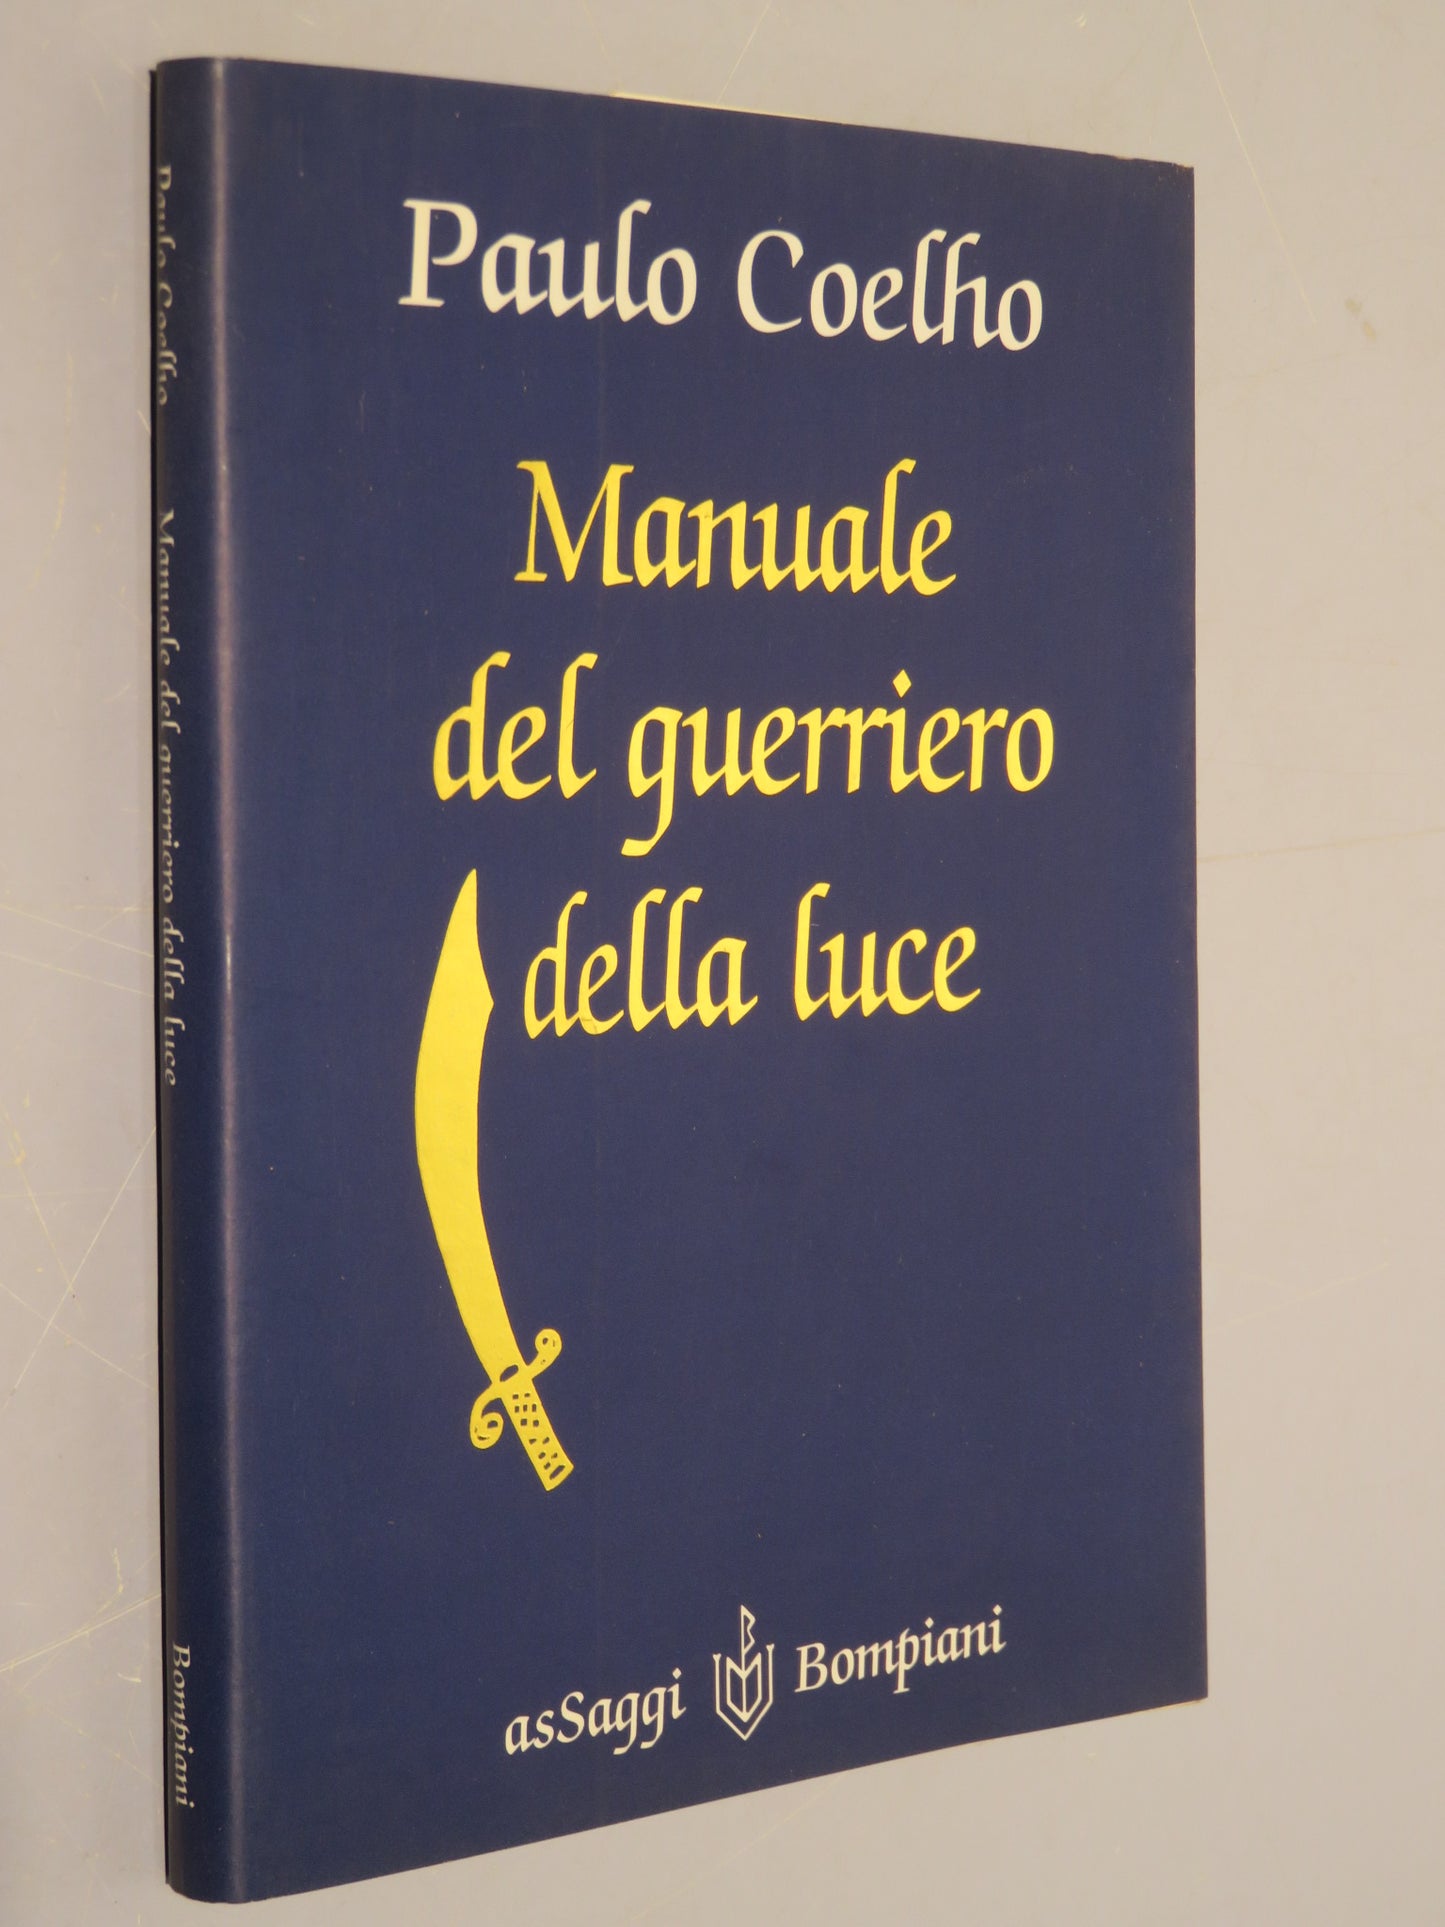 Paulo Coelho
Manuale
del guerriero
della luce
asSaggi Bompiani
Paulo Coelho Manuale del guerriero della luce Bompiani